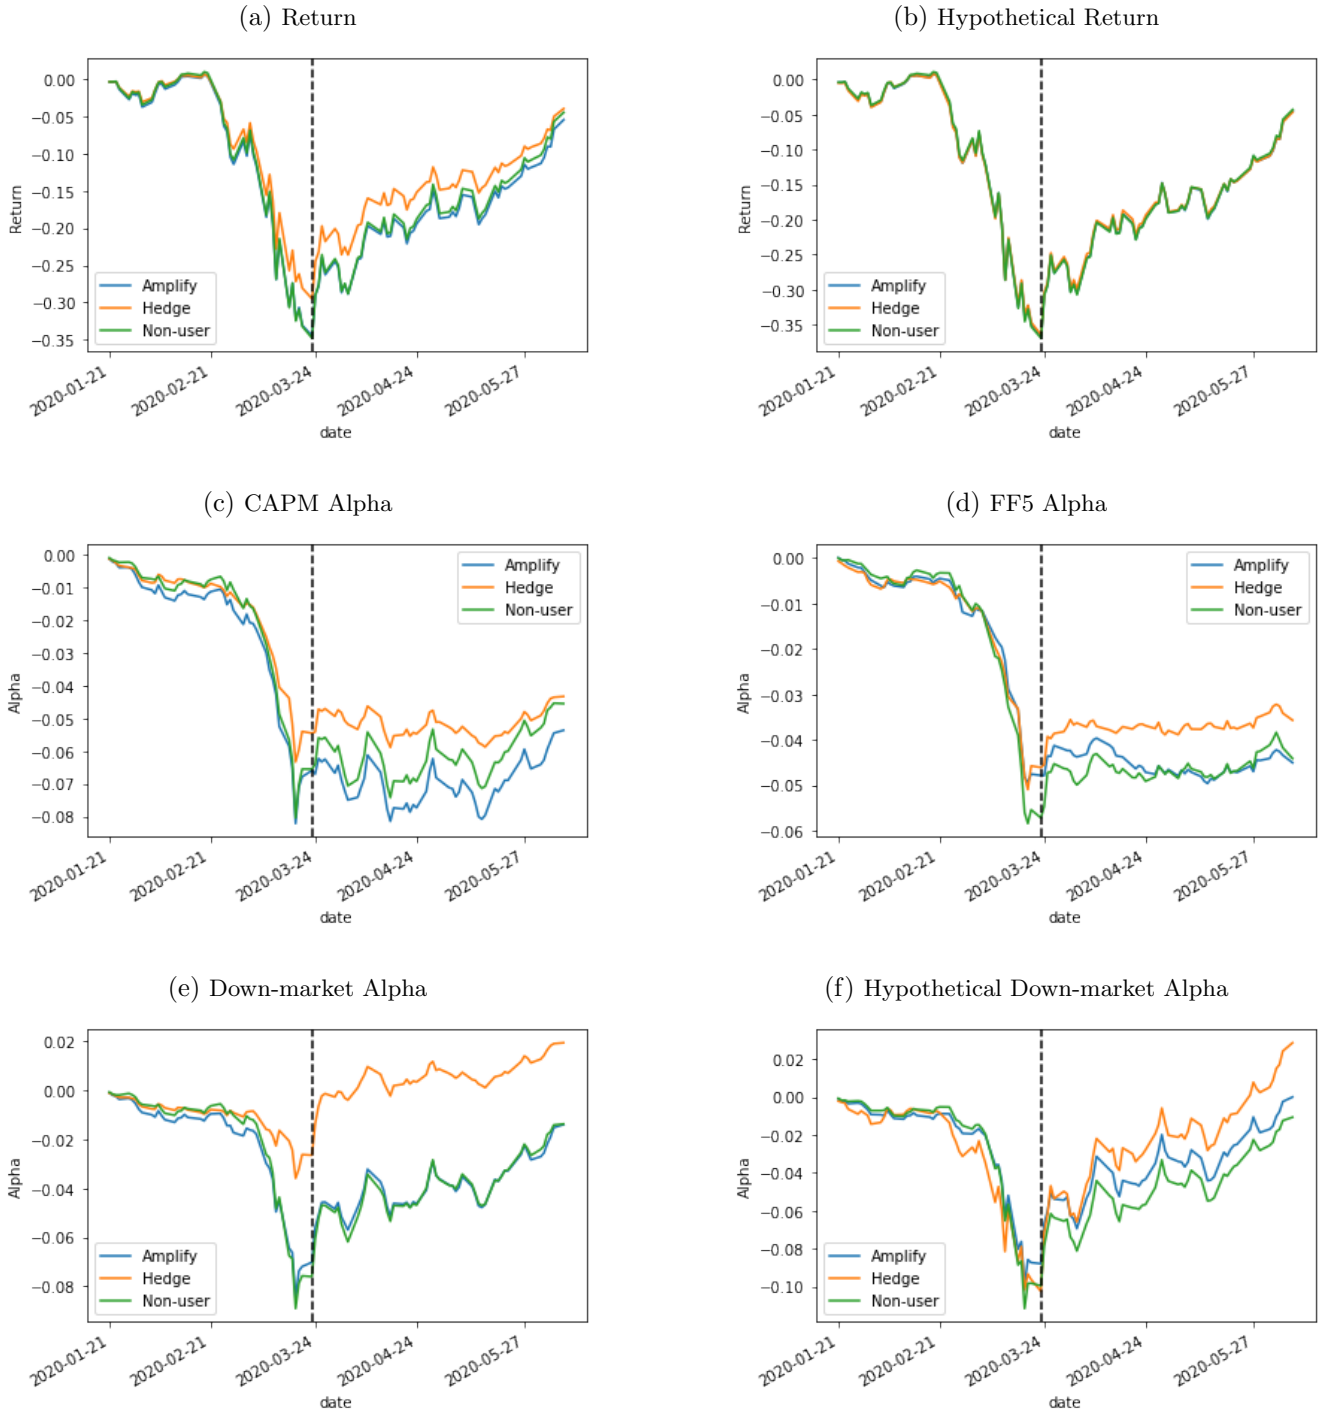 (a) Return
0.00
−0.05
−0.10
−0.15
−0.20
−0.25
−0.30
−0.35
Return
Amplify
Hedge
Non-user
2020-01-21
2020-02-21
2020-03-24
2020-04-24
2020-05-27
date
(b) Hypothetical Return
0.00
−0.05
−0.10
−0.15
−0.20
−0.25
−0.30
−0.35
Return
Amplify
Hedge
Non-user
2020-01-21
2020-02-21
2020-03-24
2020-04-24
2020-05-27
date
(c) CAPM Alpha
0.00
−0.01
−0.02
−0.03
−0.04
−0.05
−0.06
−0.07
−0.08
Alpha
Amplify
Hedge
Non-user
2020-01-21
2020-02-21
2020-03-24
2020-04-24
2020-05-27
date
(d) FF5 Alpha
0.00
−0.01
−0.02
−0.03
−0.04
−0.05
−0.06
Alpha
Amplify
Hedge
Non-user
2020-01-21
2020-02-21
2020-03-24
2020-04-24
2020-05-27
date
(e) Down-market Alpha
0.02
0.00
−0.02
−0.04
−0.06
−0.08
Alpha
Amplify
Hedge
Non-user
2020-01-21
2020-02-21
2020-03-24
2020-04-24
2020-05-27
date
(f) Hypothetical Down-market Alpha
0.02
0.00
−0.02
−0.04
−0.06
−0.08
−0.10
Alpha
Amplify
Hedge
Non-user
2020-01-21
2020-02-21
2020-03-24
2020-04-24
2020-05-27
date